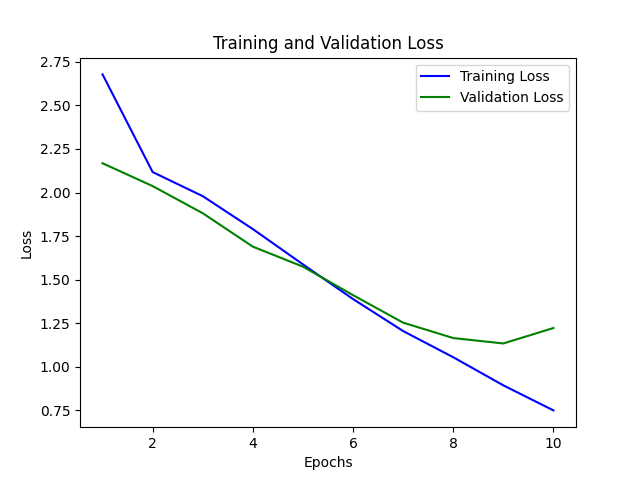 Training and Validation Loss
Training Loss
Validation Loss
2.75
2.50
2.25
2.00
1.75
1.50
1.25
1.00
0.75
Loss
2
4
6
8
10
Epochs